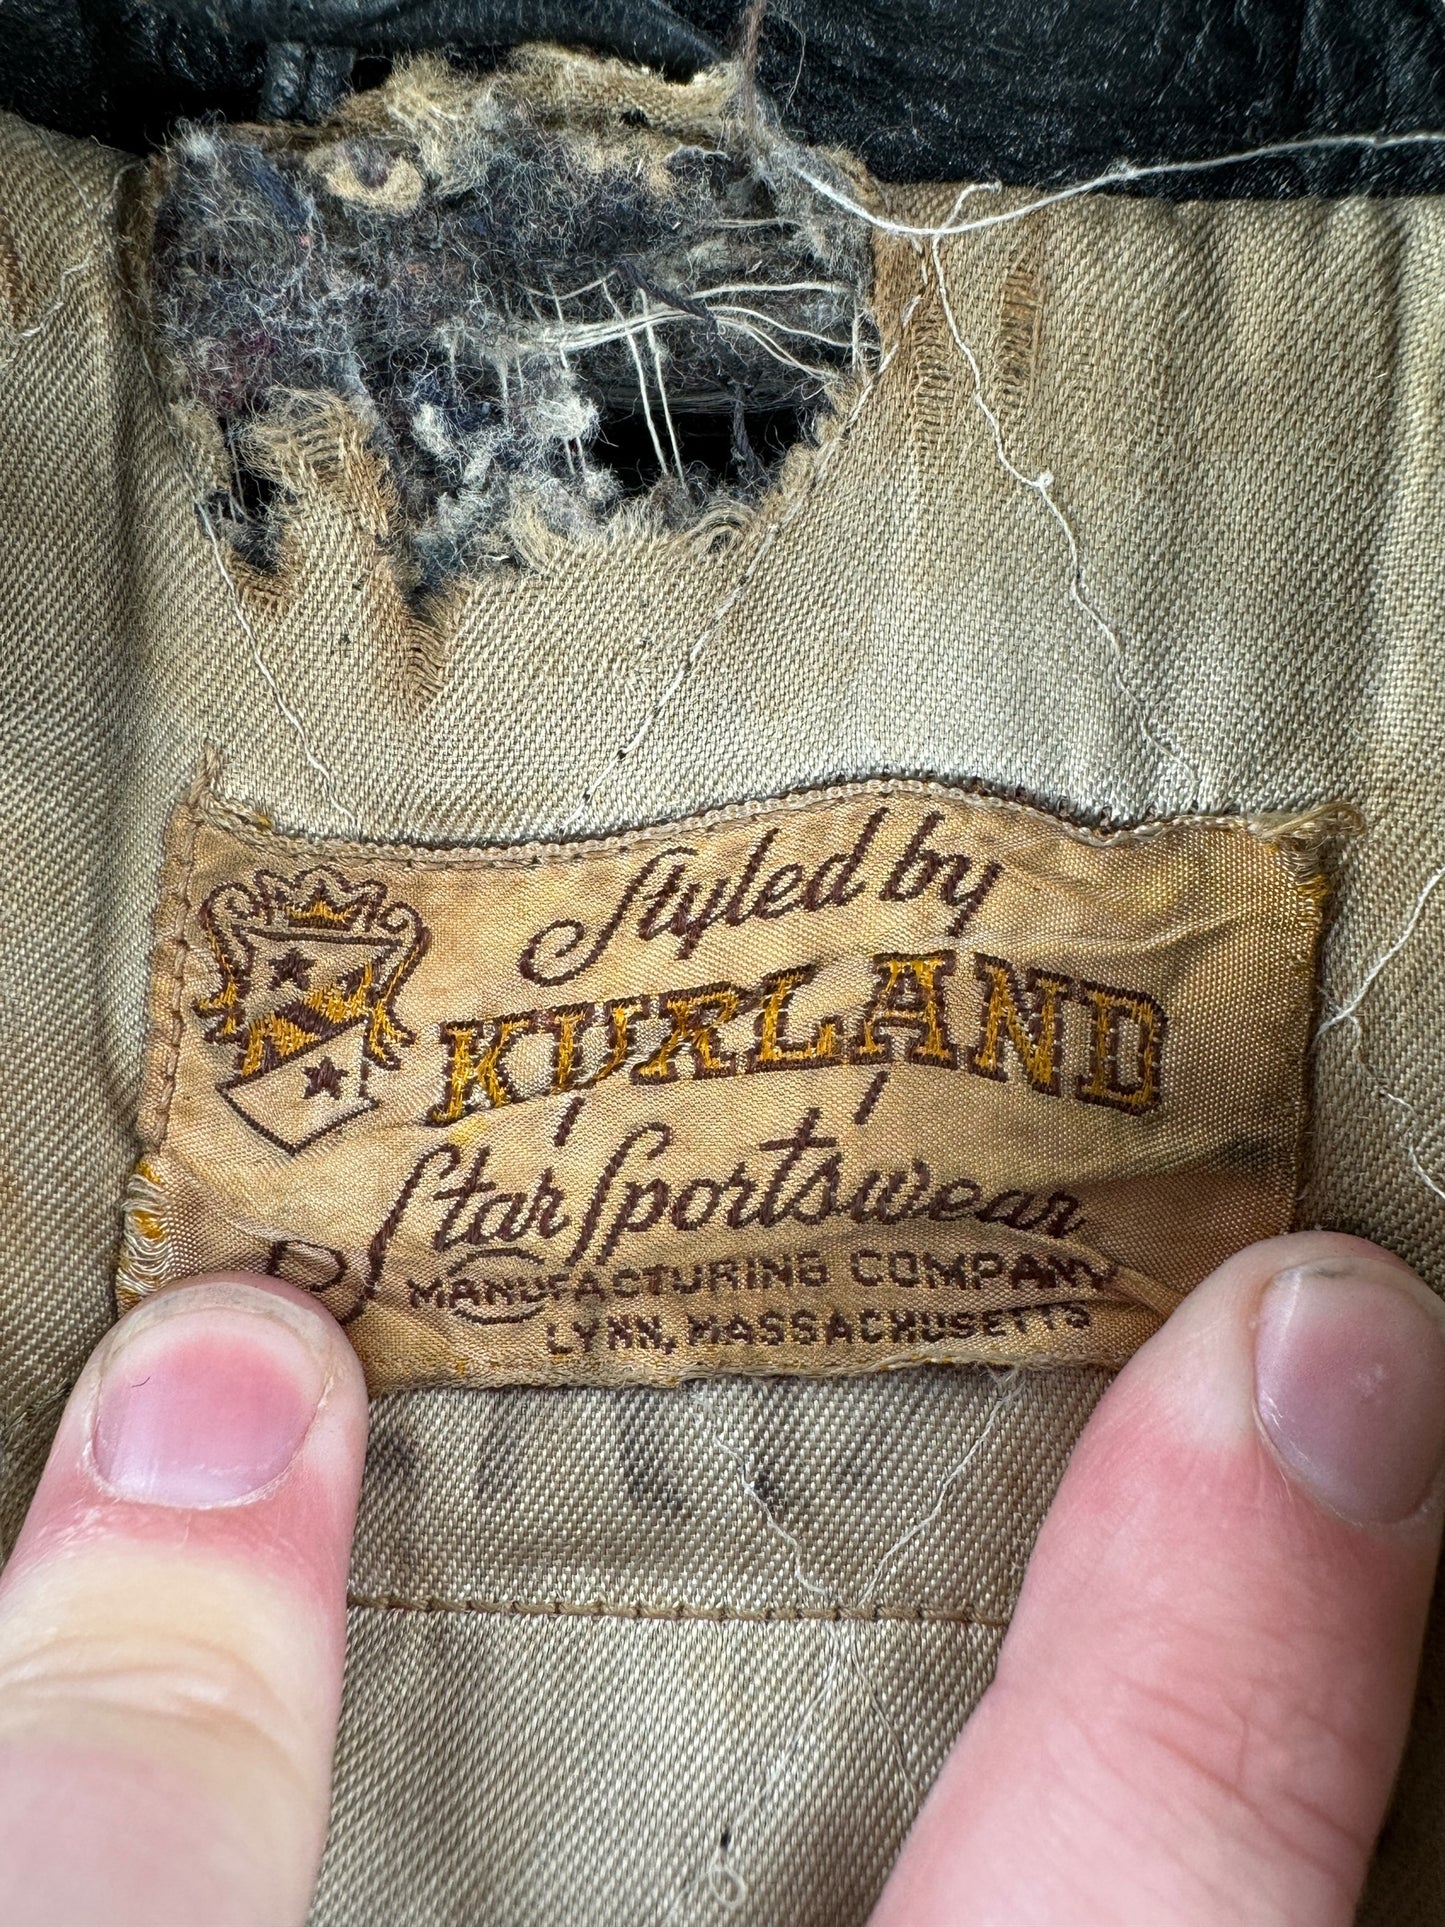 Styled by
KURLAND
Star Sportswear
MANUFACTURING COMPANY
LYNN, MASSACHUSETTS